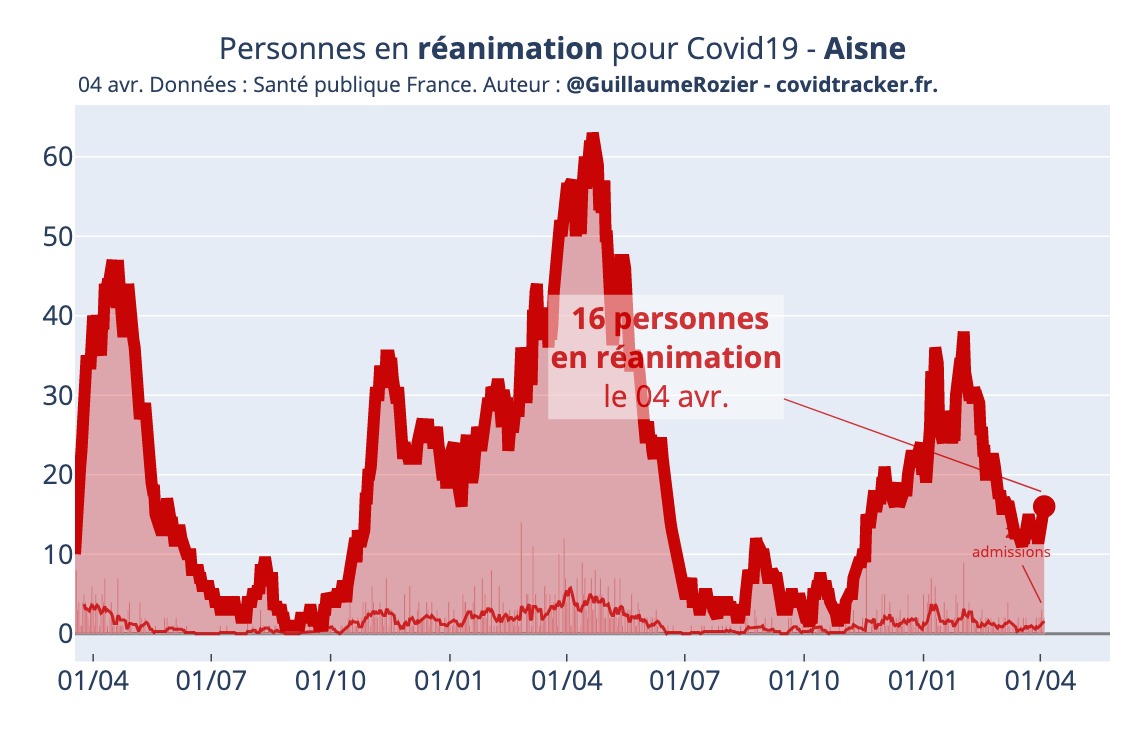 Personnes en réanimation pour Covid19 - Aisne
04 avr. Données : Santé publique France. Auteur : @GuillaumeRozier - covidtracker.fr.
60
50
40
30
20
10
0
16 personnes
en réanimation
le 04 avr.
admissions
01/04
01/07
01/10
01/01
01/04
01/07
01/10
01/01
01/04